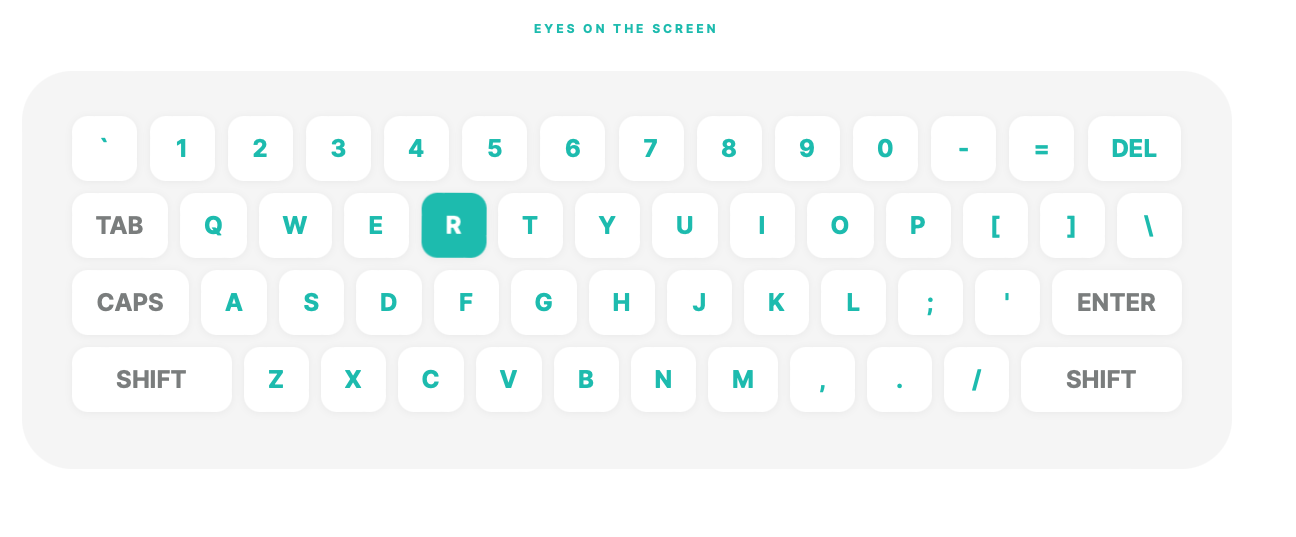 EYES ON THE SCREEN
` 1 2 3 4 5 6 7 8 9 0 - = DEL
TAB Q W E R T Y U I O P [ ] \
CAPS A S D F G H J K L ; ' ENTER
SHIFT Z X C V B N M , . / SHIFT